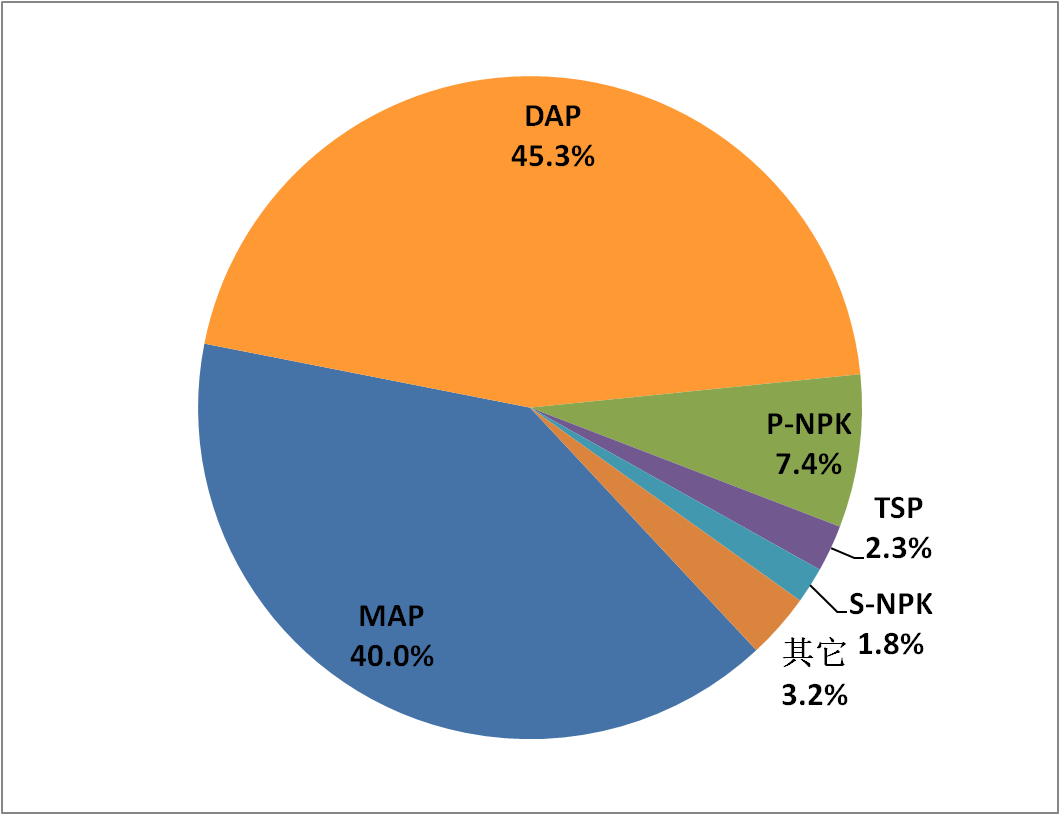 DAP
45.3%
P-NPK
7.4%
TSP
2.3%
S-NPK
1.8%
其它
3.2%
MAP
40.0%